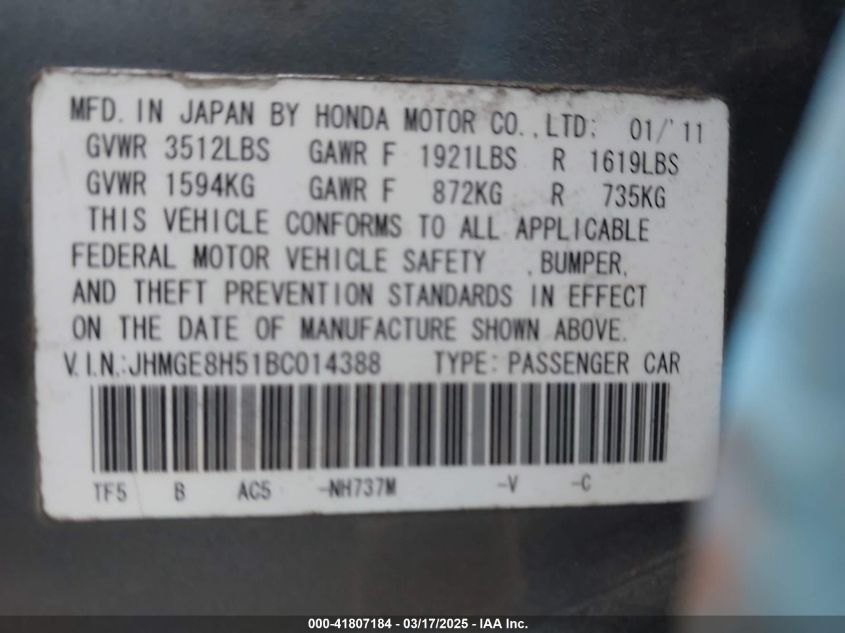 MFD. IN JAPAN BY HONDA MOTOR CO., LTD: 01/'11
GVWR 3512LBS GAWR F 1921LBS R 1619LBS
GVWR 1594KG GAWR F 872KG R 735KG
THIS VEHICLE CONFORMS TO ALL APPLICABLE
FEDERAL MOTOR VEHICLE SAFETY , BUMPER,
AND THEFT PREVENTION STANDARDS IN EFFECT
ON THE DATE OF MANUFACTURE SHOWN ABOVE.
V.I.N.:JHMGE8H51BC014388 TYPE: PASSENGER CAR
TF5 B AC5 -NH737M -V -C
000-41807184 - 03/17/2025 - IAA Inc.